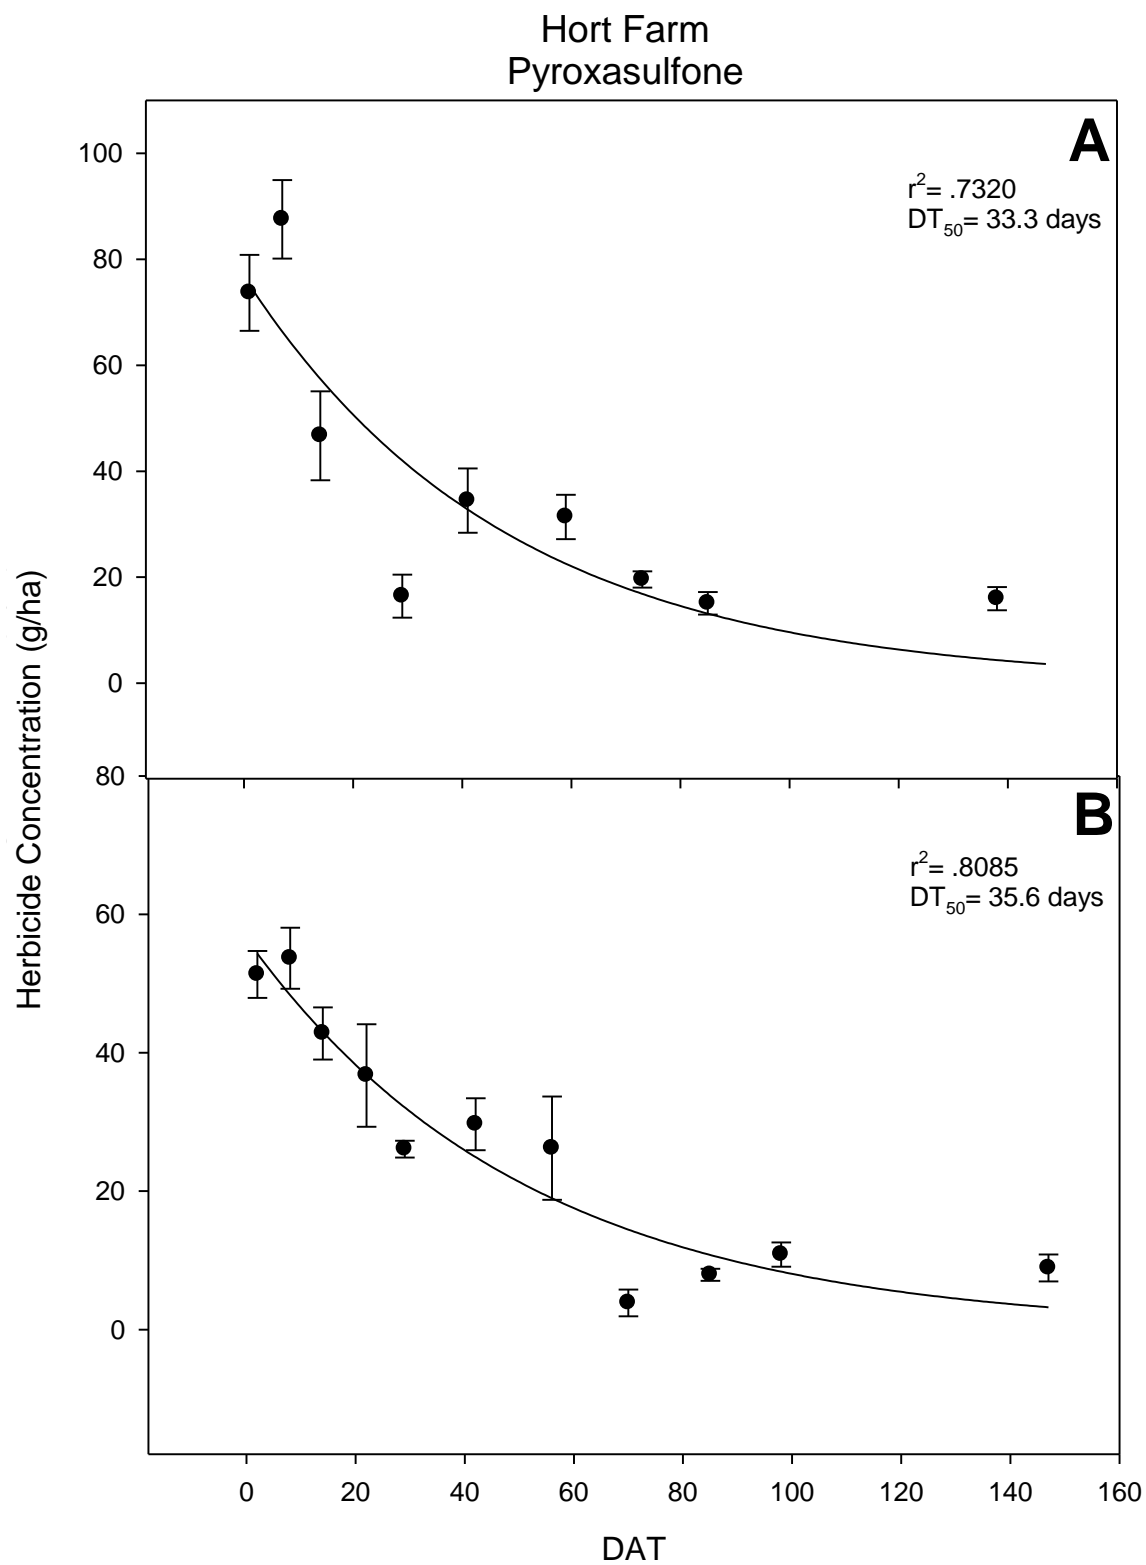 Hort Farm
Pyroxasulfone
A
r²= .7320
DT₅₀= 33.3 days
100
80
60
40
20
0
Herbicide Concentration (g/ha)
B
r²= .8085
DT₅₀= 35.6 days
80
60
40
20
0
0 20 40 60 80 100 120 140 160
DAT